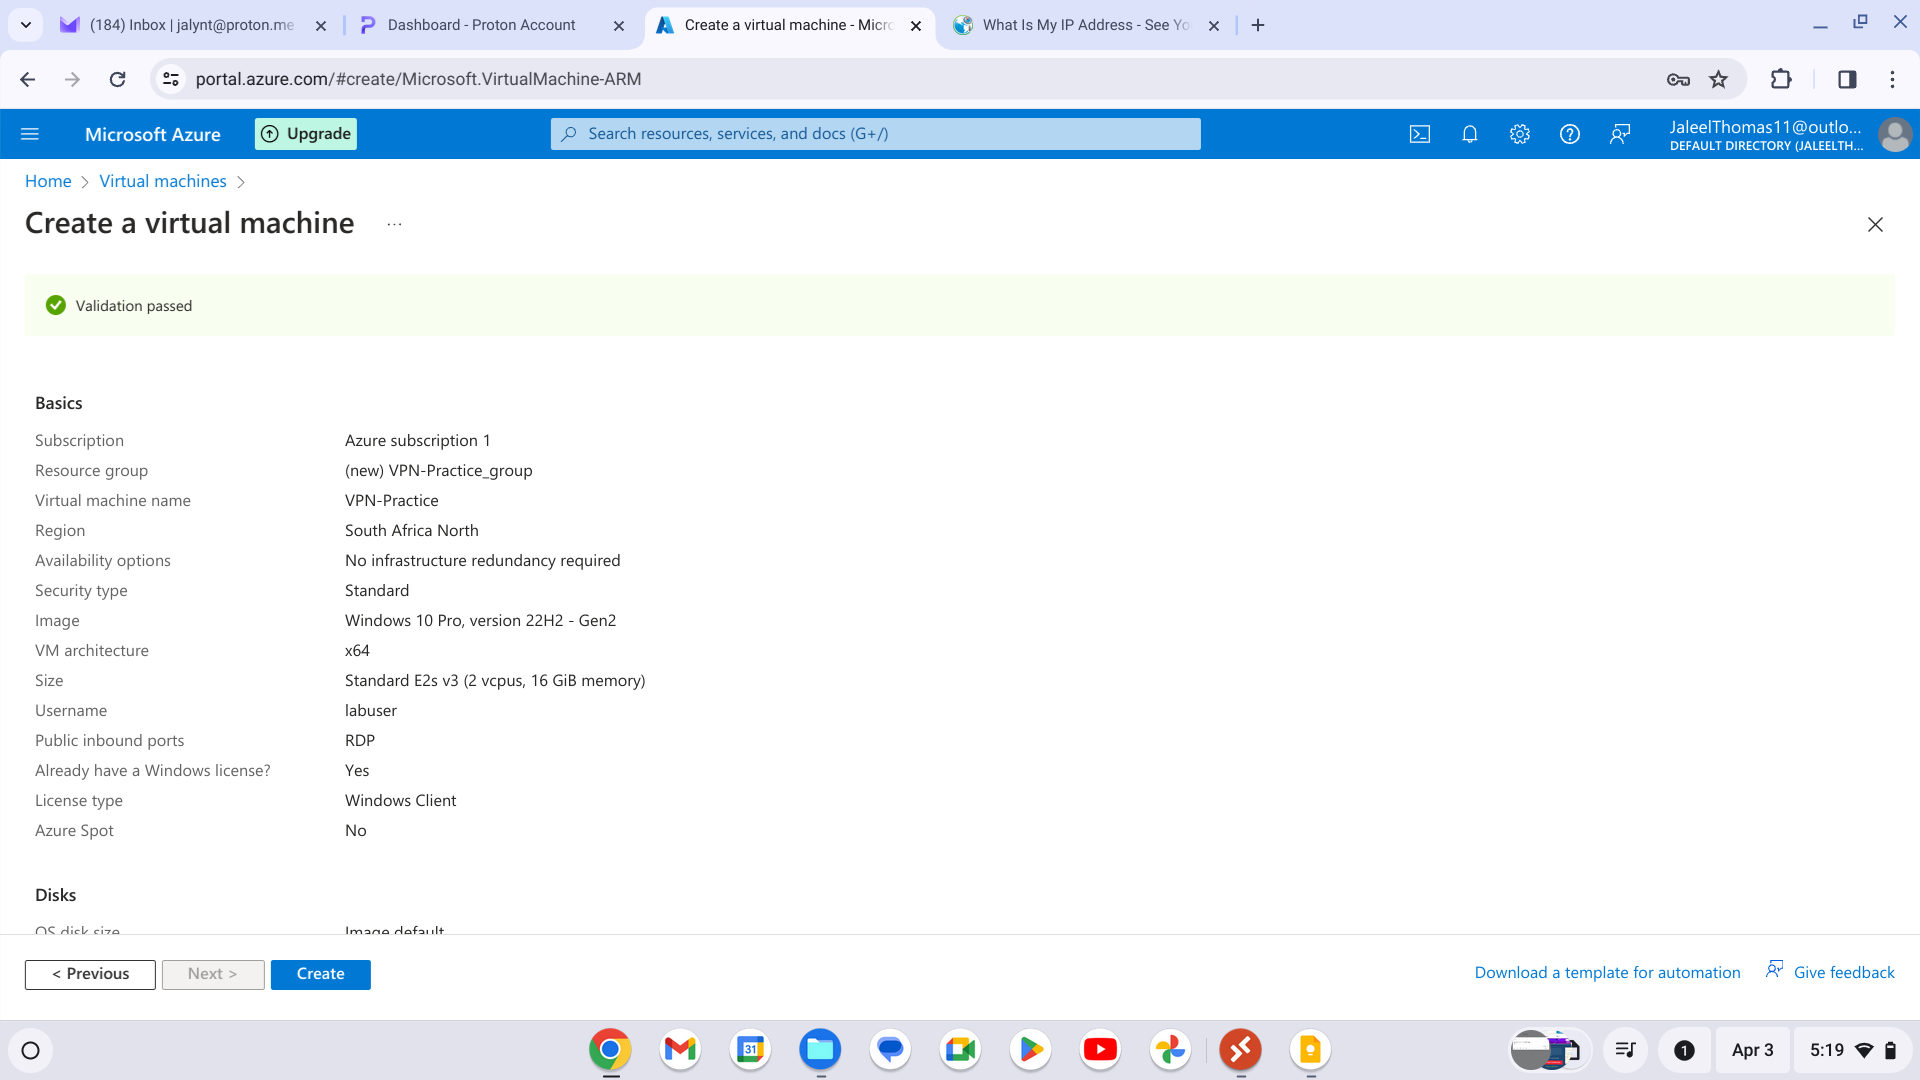 (184) Inbox | jalynt@proton.me
Dashboard - Proton Account
Create a virtual machine - Micro
What Is My IP Address - See Yo
portal.azure.com/#create/Microsoft.VirtualMachine-ARM
Microsoft Azure
Upgrade
Search resources, services, and docs (G+/)
JaleelThomas11@outlo...
DEFAULT DIRECTORY (JALEELTH...
Home > Virtual machines >
Create a virtual machine ...
Validation passed
Basics
Subscription Azure subscription 1
Resource group (new) VPN-Practice_group
Virtual machine name VPN-Practice
Region South Africa North
Availability options No infrastructure redundancy required
Security type Standard
Image Windows 10 Pro, version 22H2 - Gen2
VM architecture x64
Size Standard E2s v3 (2 vcpus, 16 GiB memory)
Username labuser
Public inbound ports RDP
Already have a Windows license? Yes
License type Windows Client
Azure Spot No
Disks
OS disk size Image default
< Previous
Next >
Create
Download a template for automation
Give feedback
31
1
Apr 3
5:19